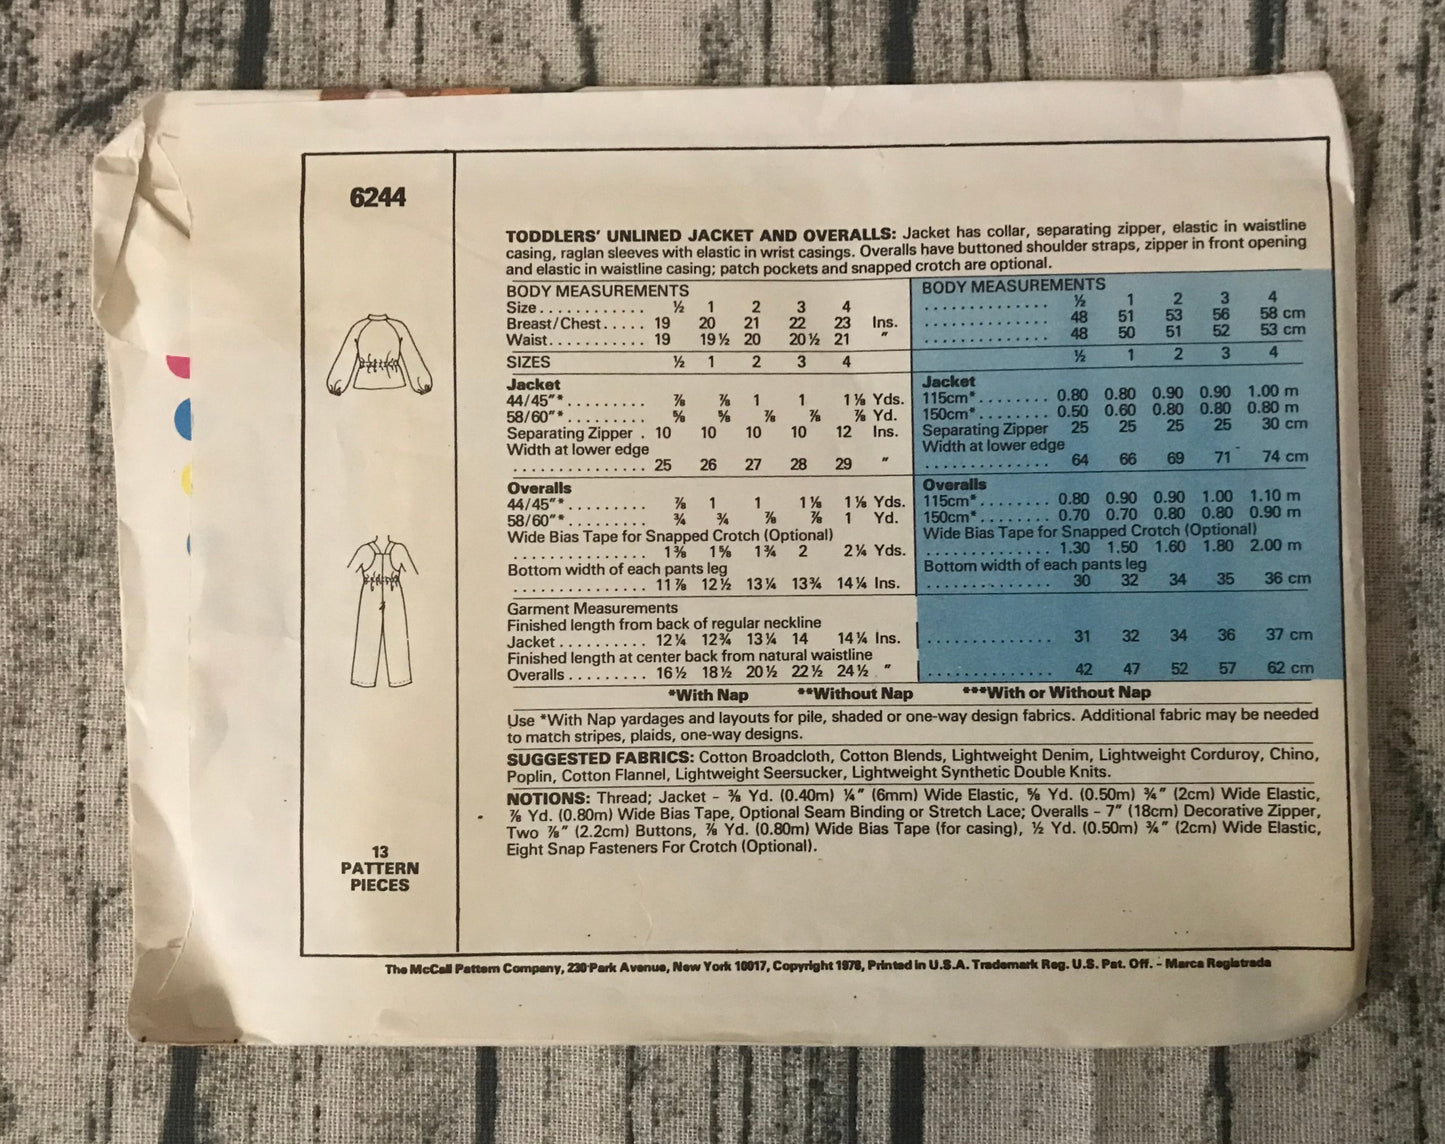 6244
TODDLERS' UNLINED JACKET AND OVERALLS: Jacket has collar, separating zipper, elastic in waistline
casing, raglan sleeves with elastic in wrist casings. Overalls have buttoned shoulder straps, zipper in front opening
and elastic in waistline casing; patch pockets and snapped crotch are optional.
BODY MEASUREMENTS BODY MEASUREMENTS
Size............ ½ 1 2 3 4 .............. ½ 1 2 3 4
Breast/Chest..... 19 20 21 22 23 Ins. .............. 48 51 53 56 58 cm
Waist........... 19 19½ 20 20½ 21 " .............. 48 50 51 52 53 cm
SIZES ½ 1 2 3 4 ½ 1 2 3 4
Jacket Jacket
44/45"*......... ⅞ ⅞ 1 1 1⅛ Yds. 115cm*........ 0.80 0.80 0.90 0.90 1.00 m
58/60"*......... ⅝ ⅝ ⅞ ⅞ ⅞ Yd. 150cm*........ 0.50 0.60 0.80 0.80 0.80 m
Separating Zipper . 10 10 10 10 12 Ins. Separating Zipper 25 25 25 25 30 cm
Width at lower edge Width at lower edge
............... 25 26 27 28 29 " .............. 64 66 69 71 74 cm
Overalls Overalls
44/45"*......... ⅞ 1 1 1⅛ 1⅛ Yds. 115cm*........ 0.80 0.90 0.90 1.00 1.10 m
58/60"*......... ¾ ¾ ⅞ ⅞ 1 Yd. 150cm*........ 0.70 0.70 0.80 0.80 0.90 m
Wide Bias Tape for Snapped Crotch (Optional) Wide Bias Tape for Snapped Crotch (Optional)
............... 1⅜ 1⅝ 1¾ 2 2¼ Yds. .............. 1.30 1.50 1.60 1.80 2.00 m
Bottom width of each pants leg Bottom width of each pants leg
............... 11⅞ 12½ 13¼ 13¾ 14¼ Ins. .............. 30 32 34 35 36 cm
Garment Measurements
Finished length from back of regular neckline
Jacket.......... 12¼ 12¾ 13¼ 14 14¼ Ins. .............. 31 32 34 36 37 cm
Finished length at center back from natural waistline
Overalls......... 16½ 18½ 20½ 22½ 24½ " .............. 42 47 52 57 62 cm
*With Nap **Without Nap ***With or Without Nap
Use *With Nap yardages and layouts for pile, shaded or one-way design fabrics. Additional fabric may be needed
to match stripes, plaids, one-way designs.
SUGGESTED FABRICS: Cotton Broadcloth, Cotton Blends, Lightweight Denim, Lightweight Corduroy, Chino,
Poplin, Cotton Flannel, Lightweight Seersucker, Lightweight Synthetic Double Knits.
NOTIONS: Thread; Jacket - ⅜ Yd. (0.40m) ¼" (6mm) Wide Elastic, ⅝ Yd. (0.50m) ¾" (2cm) Wide Elastic,
⅞ Yd. (0.80m) Wide Bias Tape, Optional Seam Binding or Stretch Lace; Overalls - 7" (18cm) Decorative Zipper,
Two ⅞" (2.2cm) Buttons, ⅞ Yd. (0.80m) Wide Bias Tape (for casing), ½ Yd. (0.50m) ¾" (2cm) Wide Elastic,
Eight Snap Fasteners For Crotch (Optional).
13
PATTERN
PIECES
The McCall Pattern Company, 230 Park Avenue, New York 10017, Copyright 1978, Printed in U.S.A. Trademark Reg. U.S. Pat. Off. - Marca Registrada